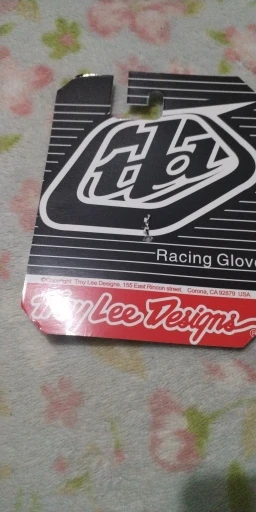 tld
Racing Glove
©Copyright Troy Lee Designs, 155 East Rincon street. Corona, CA 92879 USA
Troy Lee Designs®